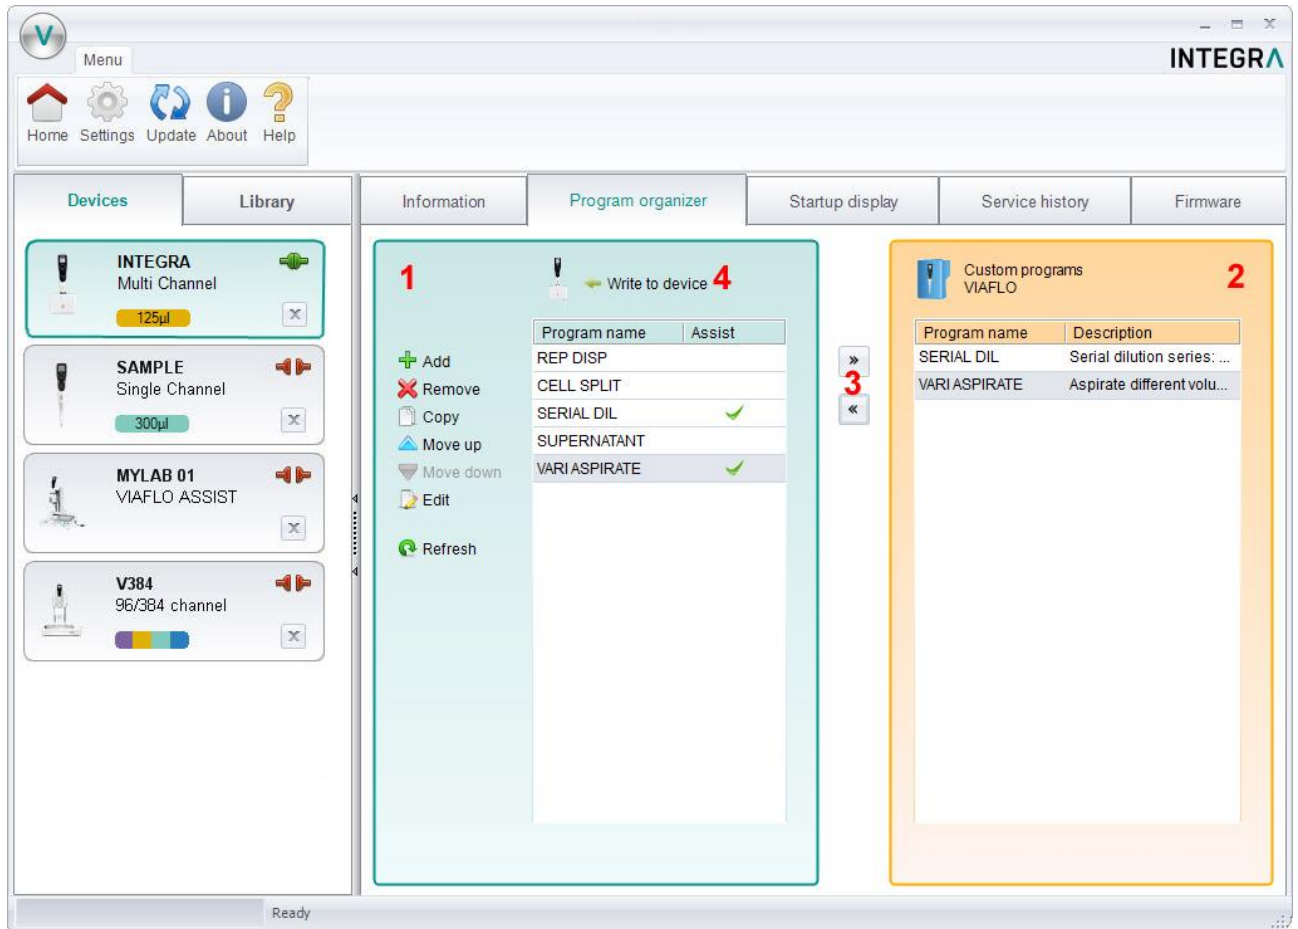 V
Menu
INTEGRA
Home Settings Update About Help
Devices
Library
Information
Program organizer
Startup display
Service history
Firmware
INTEGRA
Multi Channel
125µl
x
SAMPLE
Single Channel
300µl
x
MYLAB 01
VIAFLO ASSIST
x
V384
96/384 channel
x
1
Write to device 4
Add
Remove
Copy
Move up
Move down
Edit
Refresh
Program name Assist
REP DISP
CELL SPLIT
SERIAL DIL
SUPERNATANT
VARI ASPIRATE
»
3
«
Custom programs
VIAFLO
2
Program name Description
SERIAL DIL Serial dilution series: ...
VARI ASPIRATE Aspirate different volu...
Ready